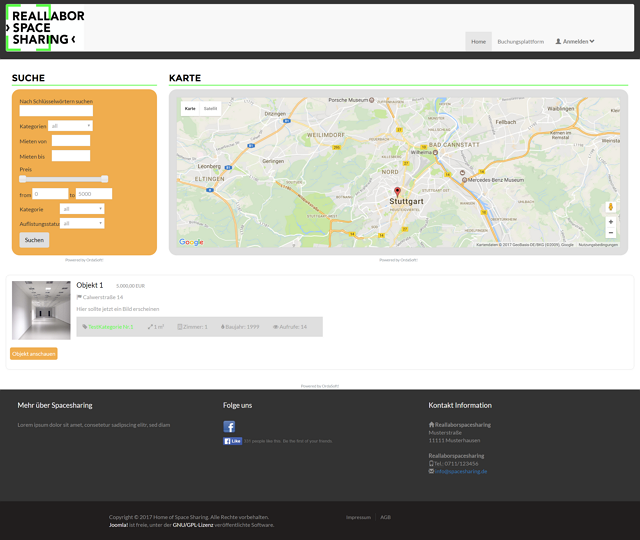 REALLABOR
SPACE
SHARING
Home
Buchungsplattform
Anmelden
SUCHE
KARTE
Nach Schlüsselwörtern suchen
Kategorien
all
Mieten von
Mieten bis
Preis
from
0
to
5000
Kategorie
all
Auflistungsstatus
all
Suchen
Karte
Satellit
Porsche Museum
Ditzingen
Waiblingen
Fellbach
WEILIMDORF
BAD CANNSTATT
Korb
Kernen im
Remstal
Leonberg
Gerlingen
Wilhelma
ELTINGEN
NORD
Mercedes-Benz Museum
Stuttgart
Google
Kartendaten © 2017 GeoBasis-DE/BKG (©2009), Google
Nutzungsbedingungen
Powered by OrdaSoft!
Powered by OrdaSoft!
Objekt 1
5.000,00 EUR
Calwerstraße 14
Hier sollte jetzt ein Bild erscheinen
1 m²
Zimmer: 1
Baujahr: 1999
Aufrufe: 14
Objekt anschauen
Powered by OrdaSoft!
Mehr über Spacesharing
Lorem ipsum dolor sit amet, consetetur sadipscing elitr, sed diam
Folge uns
Like
people like this. Be the first of your friends.
Kontakt Information
Reallaborspacesharing
Musterstraße
11111 Musterhausen
Reallaborspacesharing
Tel.: 0711/123456
info@spacesharing.de
Copyright © 2017 Home of Space Sharing. Alle Rechte vorbehalten.
Joomla! ist freie, unter der GNU/GPL-Lizenz veröffentlichte Software.
Impressum
AGB